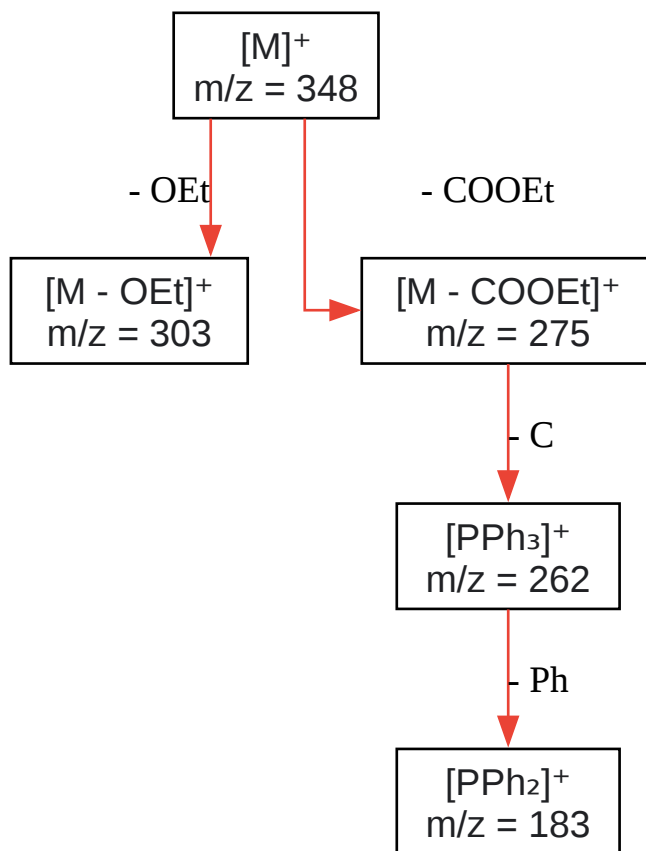 [M]⁺
m/z = 348
- OEt
- COOEt
[M - OEt]⁺
m/z = 303
[M - COOEt]⁺
m/z = 275
- C
[PPh₃]⁺
m/z = 262
- Ph
[PPh₂]⁺
m/z = 183